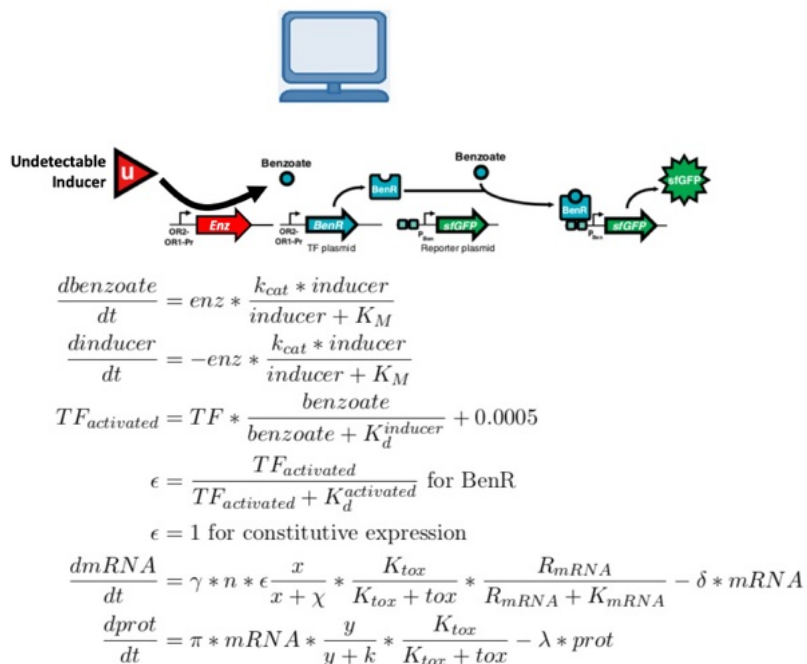 Undetectable
Inducer
u
Benzoate
OR2-
OR1-Pr
Enz
OR2-
OR1-Pr
BenR
TF plasmid
BenR
Benzoate
P_Ben
sfGFP
Reporter plasmid
BenR
P_Ben
sfGFP
sfGFP
dbenzoate/dt = enz * k_cat * inducer/(inducer + K_M)
dinducer/dt = −enz * k_cat * inducer/(inducer + K_M)
TF_activated = TF * benzoate/(benzoate + K_d^inducer) + 0.0005
ϵ = TF_activated/(TF_activated + K_d^activated) for BenR
ϵ = 1 for constitutive expression
dmRNA/dt = γ * n * ϵ x/(x + χ) * K_tox/(K_tox + tox) * R_mRNA/(R_mRNA + K_mRNA) − δ * mRNA
dprot/dt = π * mRNA * y/(y + k) * K_tox/(K_tox + tox) − λ * prot